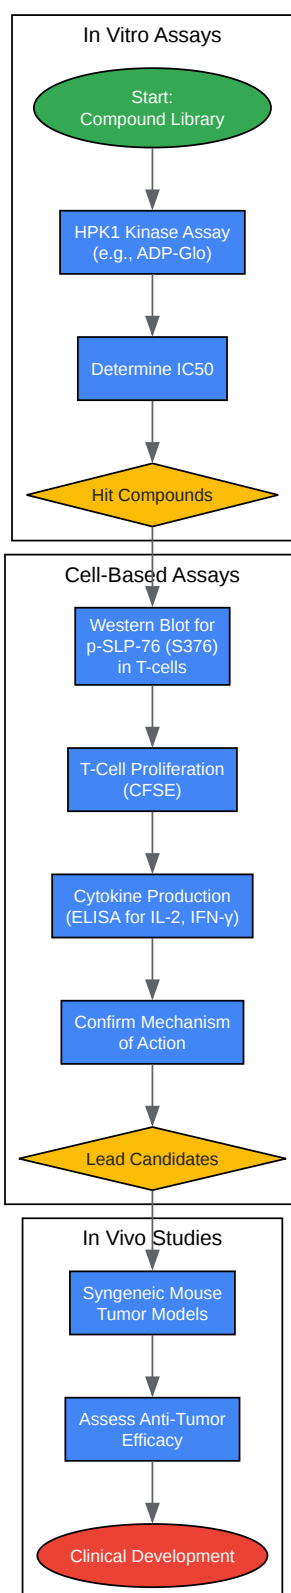 In Vitro Assays
Start:
Compound Library
HPK1 Kinase Assay
(e.g., ADP-Glo)
Determine IC50
Hit Compounds
Cell-Based Assays
Western Blot for
p-SLP-76 (S376)
in T-cells
T-Cell Proliferation
(CFSE)
Cytokine Production
(ELISA for IL-2, IFN-γ)
Confirm Mechanism
of Action
Lead Candidates
In Vivo Studies
Syngeneic Mouse
Tumor Models
Assess Anti-Tumor
Efficacy
Clinical Development